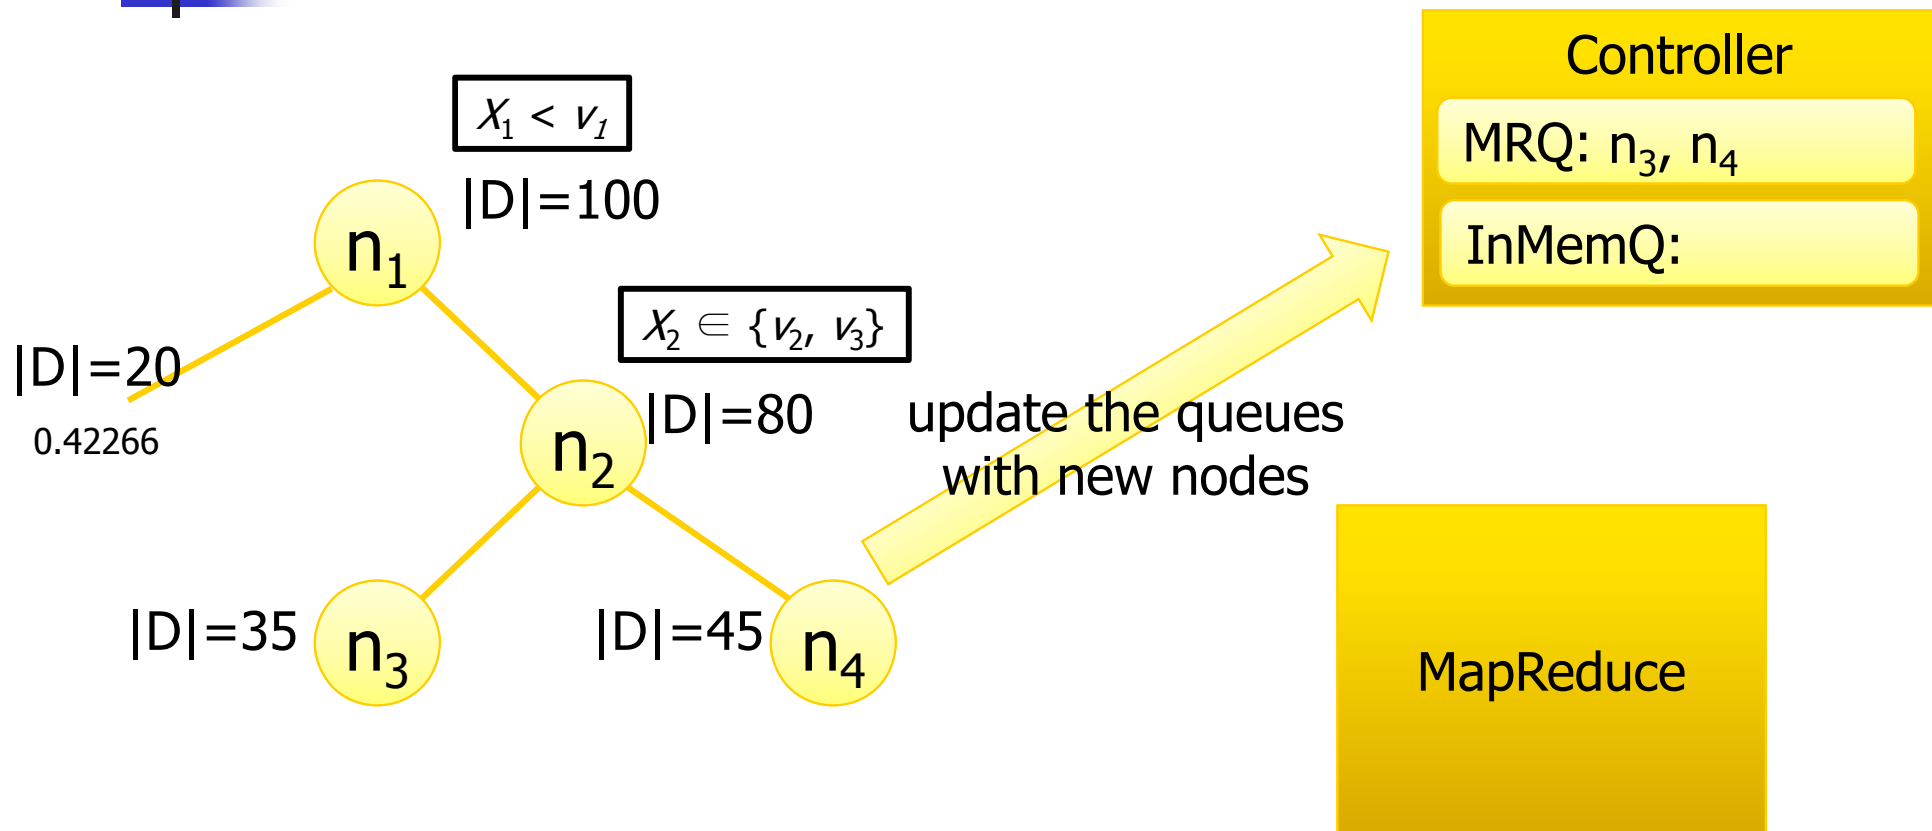 Controller
X₁ < v₁
MRQ: n₃, n₄
|D|=100
n₁
InMemQ:
X₂ ∈ {v₂, v₃}
|D|=20
0.42266
|D|=80
n₂
update the queues
with new nodes
|D|=35
n₃
|D|=45
n₄
MapReduce